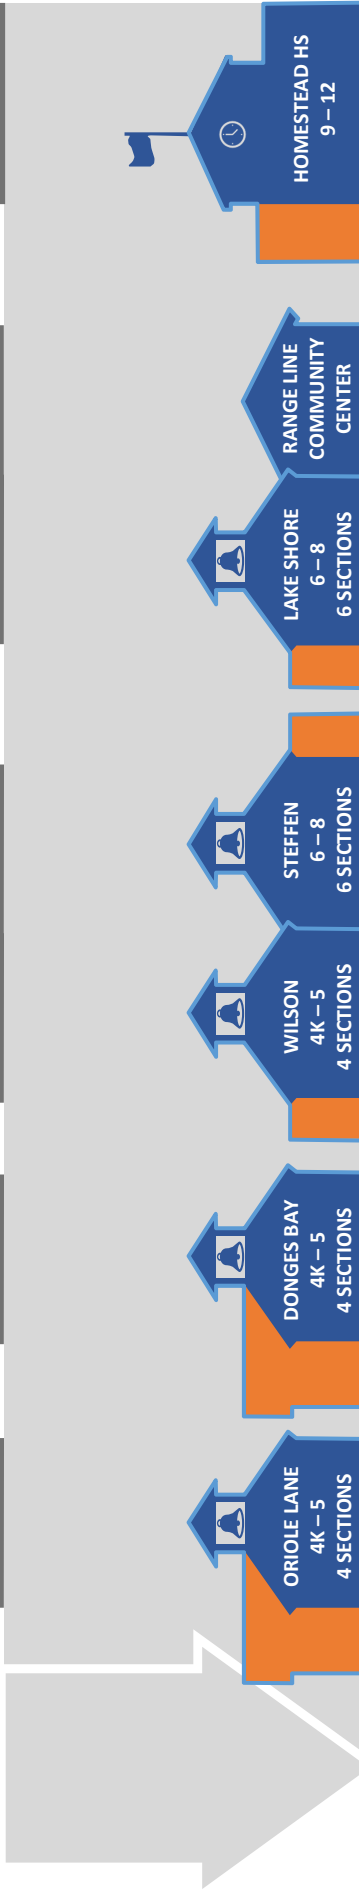 ORIOLE LANE
4K – 5
4 SECTIONS
DONGES BAY
4K – 5
4 SECTIONS
WILSON
4K – 5
4 SECTIONS
STEFFEN
6 – 8
6 SECTIONS
LAKE SHORE
6 – 8
6 SECTIONS
RANGE LINE
COMMUNITY
CENTER
HOMESTEAD HS
9 – 12